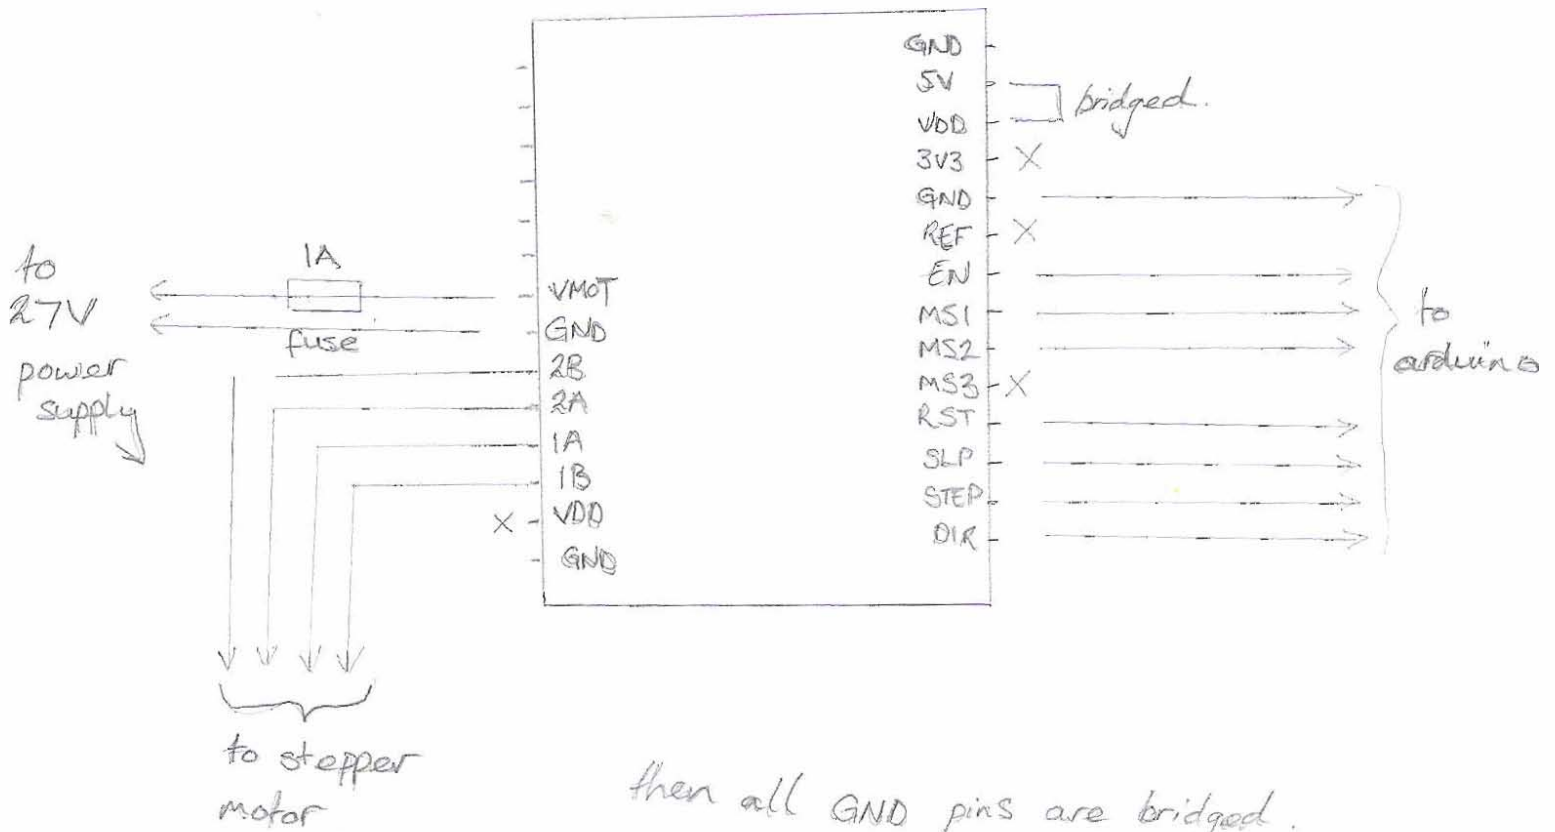 to
27V
power
supply
1A
fuse
VMOT
GND
2B
2A
1A
1B
VDD
GND
GND
5V
VDD
3V3
GND
REF
EN
MS1
MS2
MS3
RST
SLP
STEP
DIR
bridged.
to
arduino
to stepper
motor
then all GND pins are bridged.